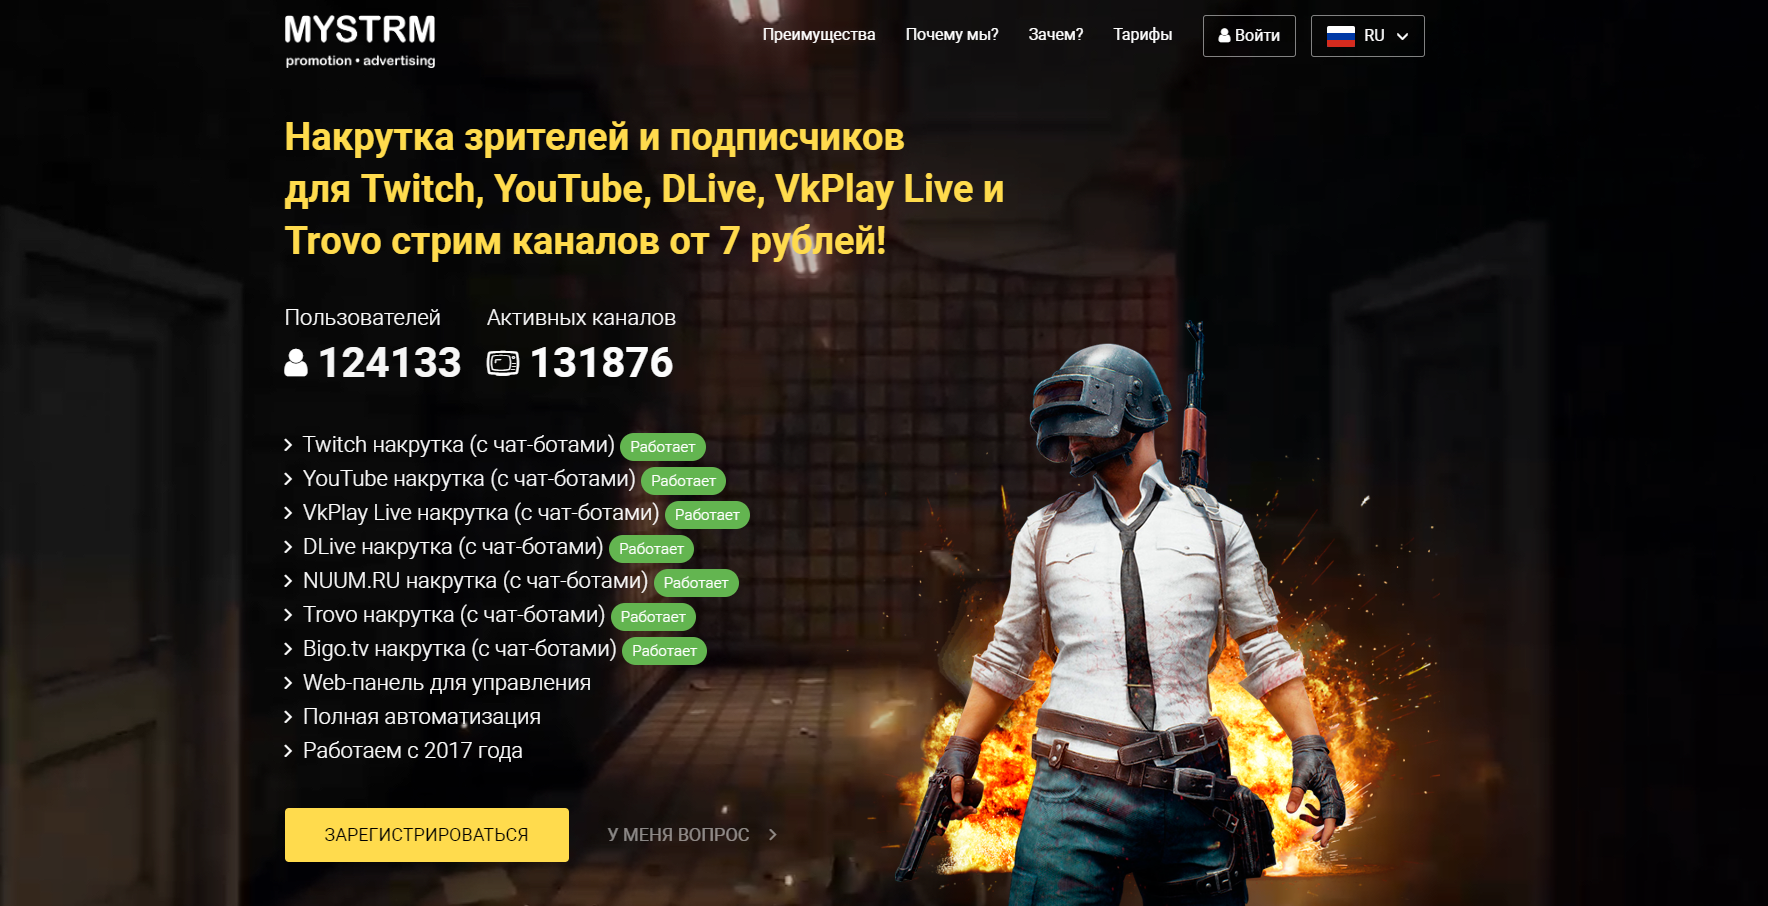 MYSTRM
promotion • advertising
Преимущества Почему мы? Зачем? Тарифы Войти RU
Накрутка зрителей и подписчиков
для Twitch, YouTube, DLive, VkPlay Live и
Trovo стрим каналов от 7 рублей!
Пользователей Активных каналов
124133 131876
Twitch накрутка (с чат-ботами) Работает
YouTube накрутка (с чат-ботами) Работает
VkPlay Live накрутка (с чат-ботами) Работает
DLive накрутка (с чат-ботами) Работает
NUUM.RU накрутка (с чат-ботами) Работает
Trovo накрутка (с чат-ботами) Работает
Bigo.tv накрутка (с чат-ботами) Работает
Web-панель для управления
Полная автоматизация
Работаем с 2017 года
ЗАРЕГИСТРИРОВАТЬСЯ У МЕНЯ ВОПРОС